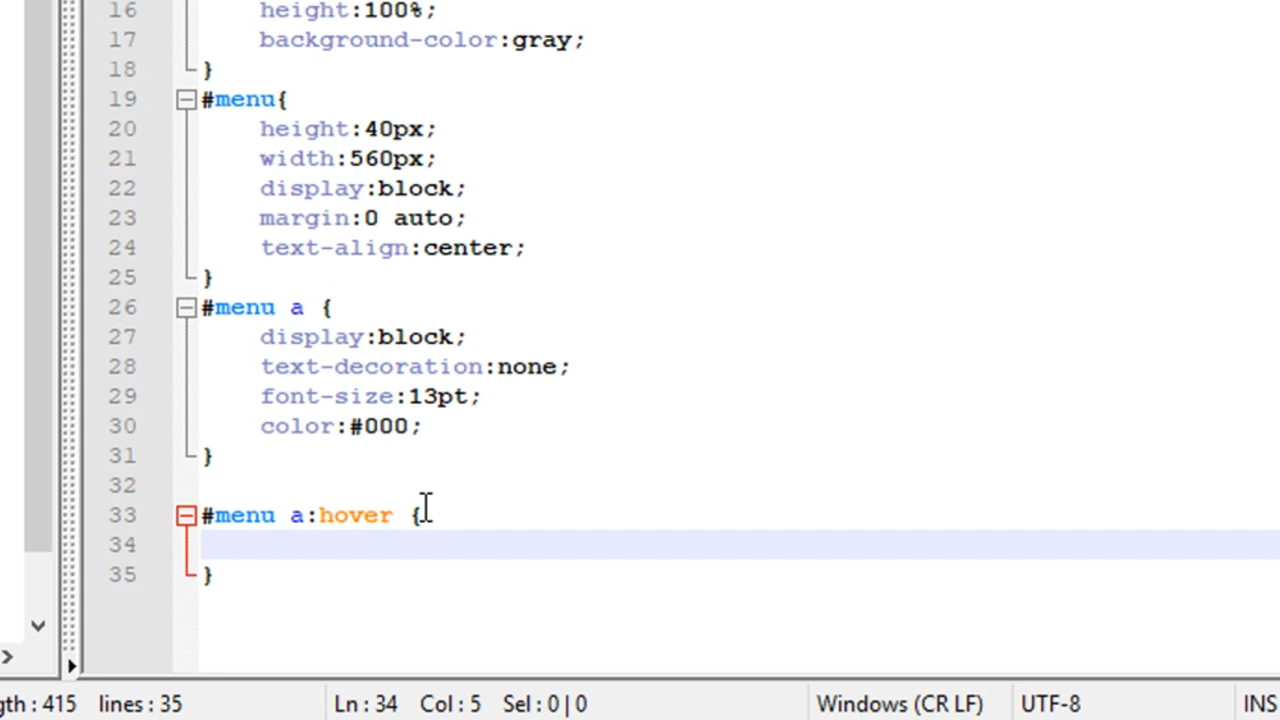 16 height:100%;
17 background-color:gray;
18 }
19 #menu{
20 height:40px;
21 width:560px;
22 display:block;
23 margin:0 auto;
24 text-align:center;
25 }
26 #menu a {
27 display:block;
28 text-decoration:none;
29 font-size:13pt;
30 color:#000;
31 }
32
33 #menu a:hover {
34
35 }
gth : 415 lines : 35 Ln : 34 Col : 5 Sel : 0 | 0 Windows (CR LF) UTF-8 INS